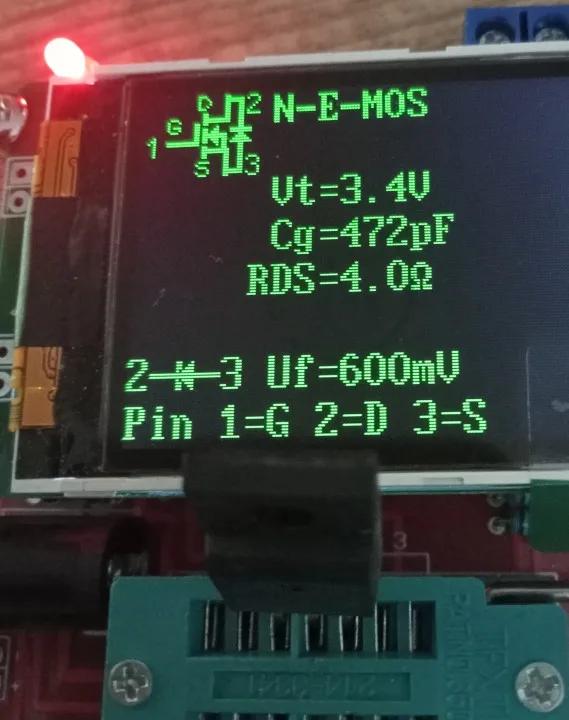 D 2 N-E-MOS
G
1
S 3
Vt=3.4V
Cg=472pF
RDS=4.0Ω
2 3 Uf=600mV
Pin 1=G 2=D 3=S
3